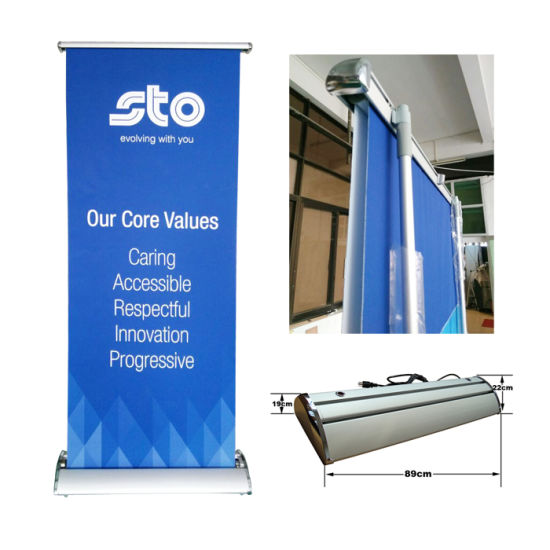 sto
evolving with you
Our Core Values
Caring
Accessible
Respectful
Innovation
Progressive
19cm
22cm
89cm